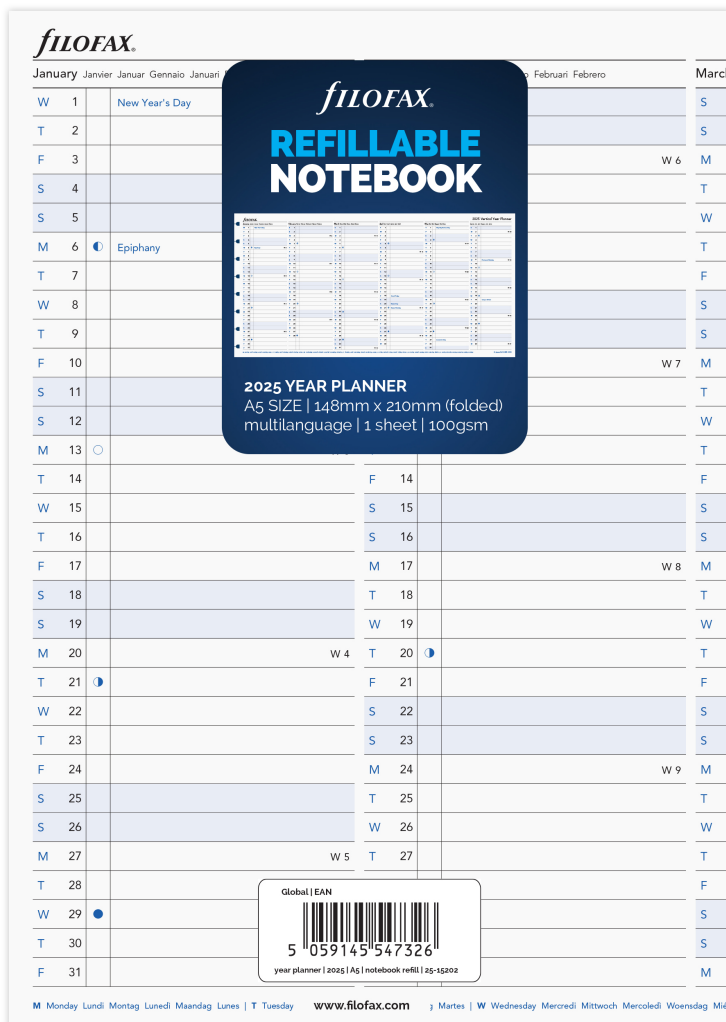 fILOFAX®
January Janvier Januar Gennaio Januari
Februari Febrero
W 1 New Year's Day
T 2
F 3
S 4
S 5
M 6 Epiphany
T 7
W 8
T 9
F 10
S 11
S 12
M 13
T 14
W 15
T 16
F 17
S 18
S 19
M 20 W 4
T 21
W 22
T 23
F 24
S 25
S 26
M 27 W 5
T 28
W 29
T 30
F 31
fILOFAX®
REFILLABLE
NOTEBOOK
fILOFAX
2025 Vertical Year Planner
2025 YEAR PLANNER
A5 SIZE | 148mm x 210mm (folded)
multilanguage | 1 sheet | 100gsm
W 6
W 7
F 14
S 15
S 16
M 17 W 8
T 18
W 19
T 20
F 21
S 22
S 23
M 24 W 9
T 25
W 26
T 27
S
S
M
T
W
T
F
S
S
M
T
W
T
F
S
S
M
T
W
T
F
S
S
M
T
W
T
F
S
S
M
Global | EAN
5 059145 547326
year planner | 2025 | A5 | notebook refill | 25-15202
M Monday Lundi Montag Lunedì Maandag Lunes | T Tuesday
www.filofax.com
Martes | W Wednesday Mercredi Mittwoch Mercoledì Woensdag